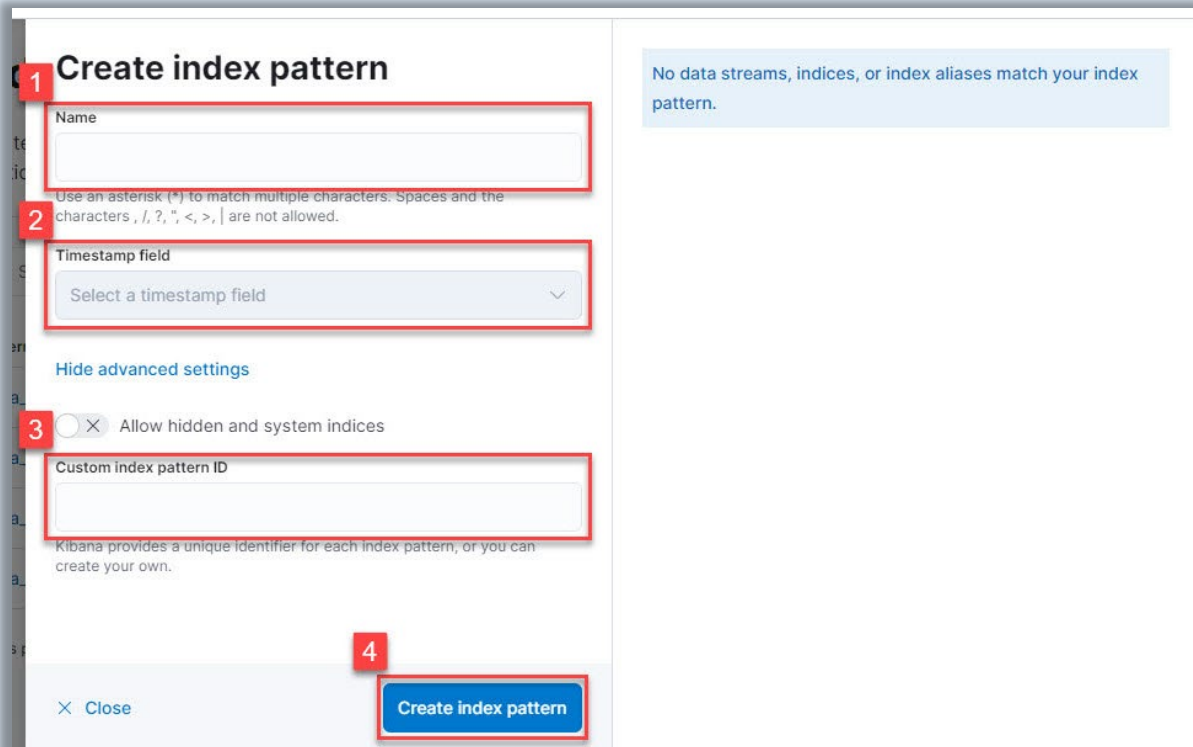 Create index pattern
1
Name
Use an asterisk (*) to match multiple characters. Spaces and the
characters , /, ?, ", <, >, | are not allowed.
2
Timestamp field
Select a timestamp field
Hide advanced settings
3
Allow hidden and system indices
Custom index pattern ID
Kibana provides a unique identifier for each index pattern, or you can
create your own.
4
Close
Create index pattern
No data streams, indices, or index aliases match your index
pattern.